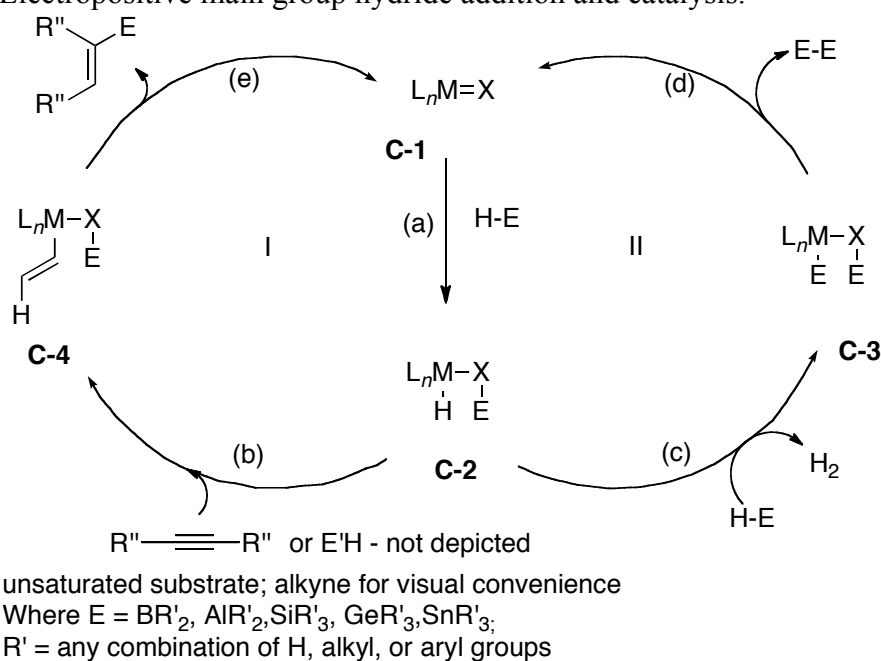 Electropositive main group hydride addition and catalysis.
R" E
R"
(e)
LnM=X
C-1
(d)
E-E
(a) H-E
I
II
LnM-X
E
H
C-4
LnM-X
E E
C-3
LnM-X
H E
C-2
(b)
(c)
H2
H-E
R" R" or E'H - not depicted
unsaturated substrate; alkyne for visual convenience
Where E = BR'2, AlR'2,SiR'3, GeR'3,SnR'3;
R' = any combination of H, alkyl, or aryl groups